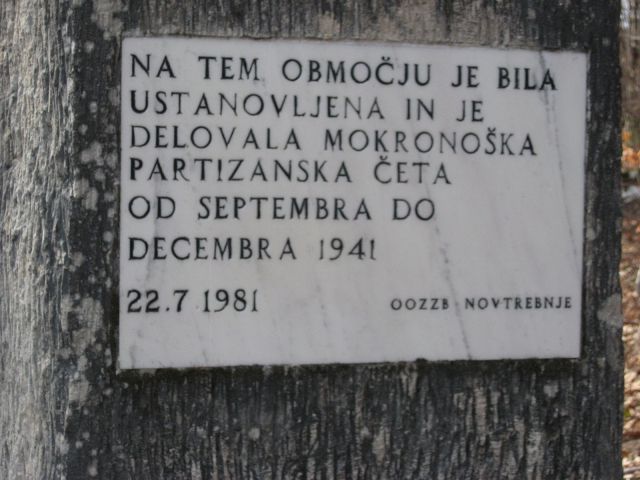 NA TEM OBMOČJU JE BILA
USTANOVLJENA IN JE
DELOVALA MOKRONOŠKA
PARTIZANSKA ČETA
OD SEPTEMBRA DO
DECEMBRA 1941
22.7 1981 OOZZB NOVTREBNJE